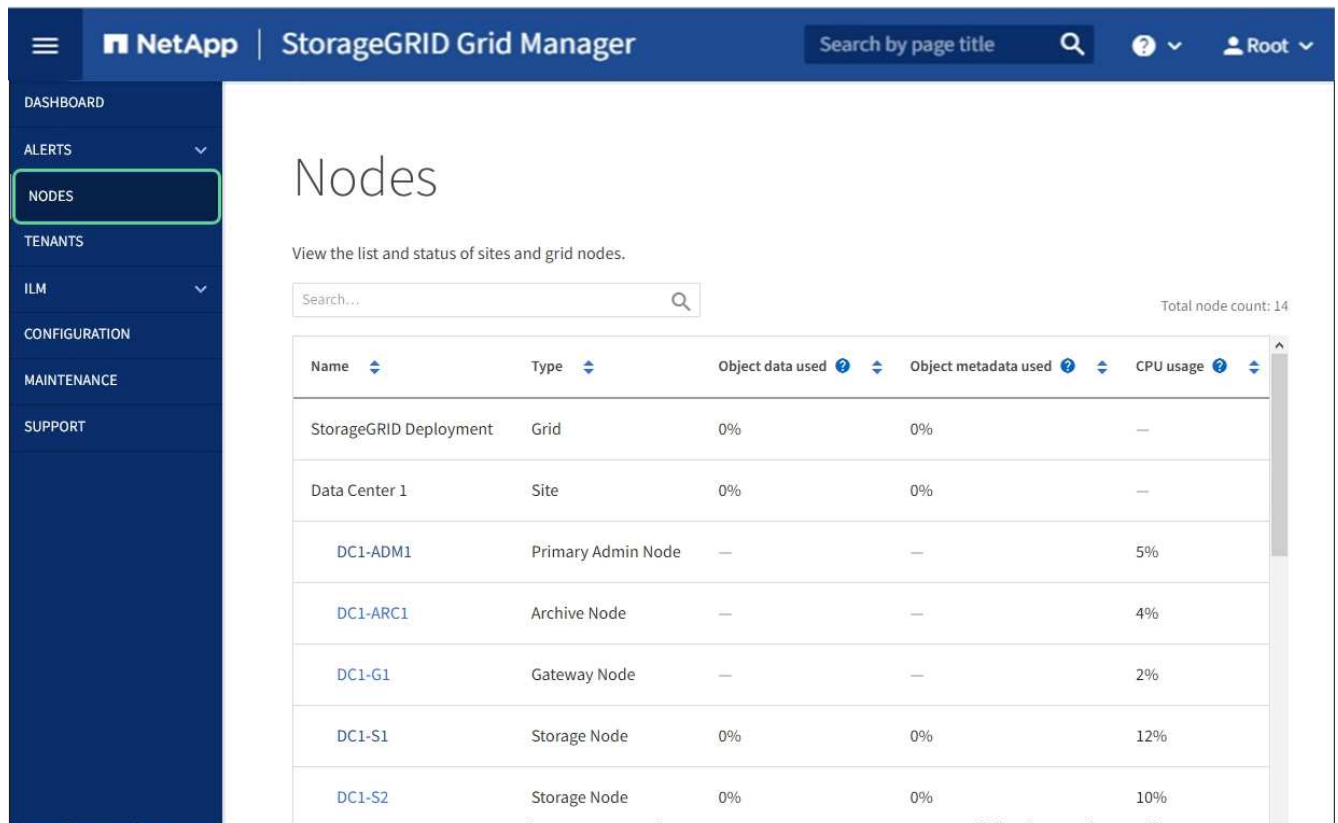 NetApp | StorageGRID Grid Manager Search by page title ? Root
DASHBOARD
ALERTS
NODES
TENANTS
ILM
CONFIGURATION
MAINTENANCE
SUPPORT
Nodes
View the list and status of sites and grid nodes.
Search...
Total node count: 14
Name Type Object data used ? Object metadata used ? CPU usage ?
StorageGRID Deployment Grid 0% 0% —
Data Center 1 Site 0% 0% —
DC1-ADM1 Primary Admin Node — — 5%
DC1-ARC1 Archive Node — — 4%
DC1-G1 Gateway Node — — 2%
DC1-S1 Storage Node 0% 0% 12%
DC1-S2 Storage Node 0% 0% 10%